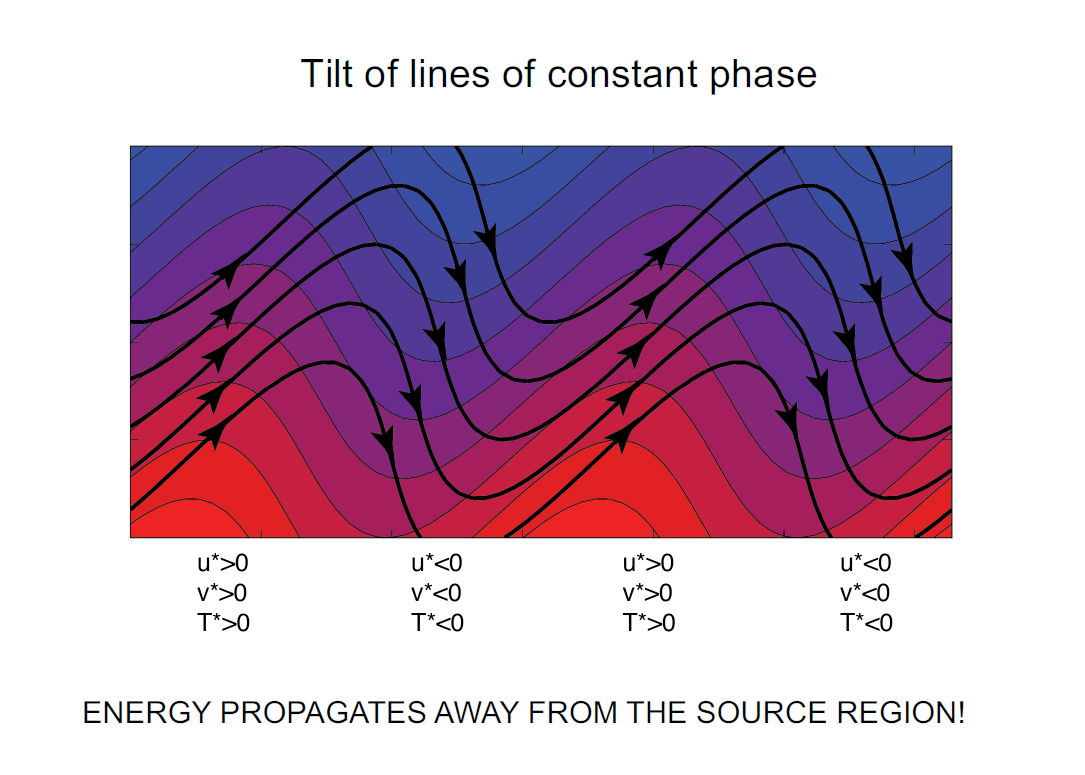 Tilt of lines of constant phase
u*>0 u*<0 u*>0 u*<0
v*>0 v*<0 v*>0 v*<0
T*>0 T*<0 T*>0 T*<0
ENERGY PROPAGATES AWAY FROM THE SOURCE REGION!